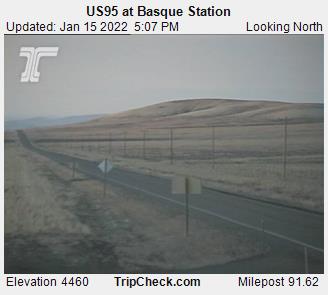 US95 at Basque Station
Updated: Jan 15 2022  5:07 PM Looking North
Elevation 4460 TripCheck.com Milepost 91.62